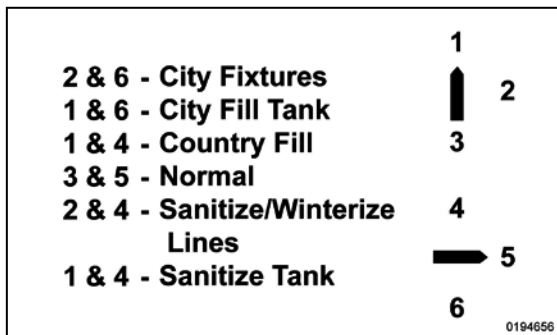 2 & 6 - City Fixtures
1 & 6 - City Fill Tank
1 & 4 - Country Fill
3 & 5 - Normal
2 & 4 - Sanitize/Winterize
Lines
1 & 4 - Sanitize Tank
1
2
3
4
5
6
0194656